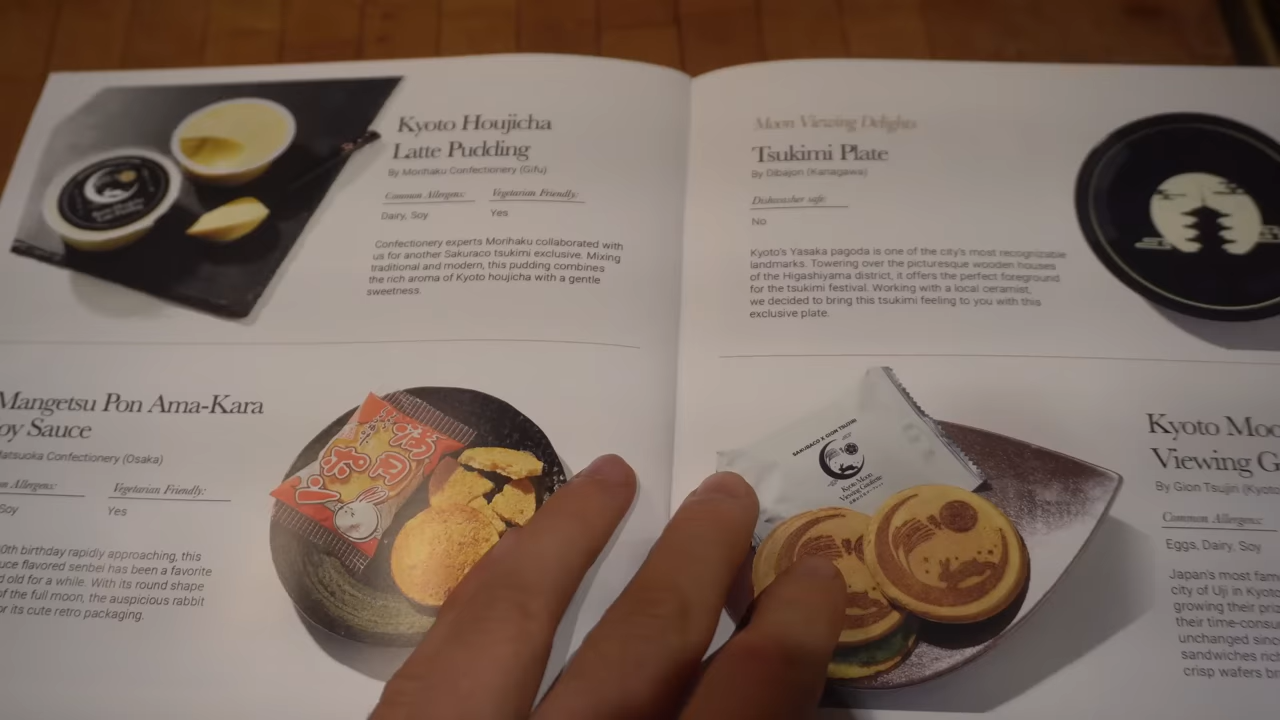 Kyoto Houjicha
Latte Pudding
By Morihaku Confectionery (Gifu)
Common Allergens:
Vegetarian Friendly:
Dairy, Soy
Yes
Confectionery experts Morihaku collaborated with
us for another Sakuraco tsukimi exclusive. Mixing
traditional and modern, this pudding combines
the rich aroma of Kyoto houjicha with a gentle
sweetness.
Mangetsu Pon Ama-Kara
oy Sauce
Matsuoka Confectionery (Osaka)
Allergens:
Vegetarian Friendly:
Soy
Yes
0th birthday rapidly approaching, this
uce flavored senbei has been a favorite
d old for a while. With its round shape
of the full moon, the auspicious rabbit
or its cute retro packaging.
満月
ポン
Moon Viewing Delights
Tsukimi Plate
By Dibajon (Kanagawa)
Dishwasher safe:
No
Kyoto's Yasaka pagoda is one of the city's most recognizable
landmarks. Towering over the picturesque wooden houses
of the Higashiyama district, it offers the perfect foreground
for the tsukimi festival. Working with a local ceramist,
we decided to bring this tsukimi feeling to you with this
exclusive plate.
SAKURACO X GION TSUJIRI
Kyoto Moon
Viewing Gaufrette
Kyoto Moo
Viewing G
By Gion Tsujiri (Kyoto
Common Allergens:
Eggs, Dairy, Soy
Japan's most fam
city of Uji in Kyoto
growing their pro
their time-consu
unchanged sinc
sandwiches rich
crisp wafers br